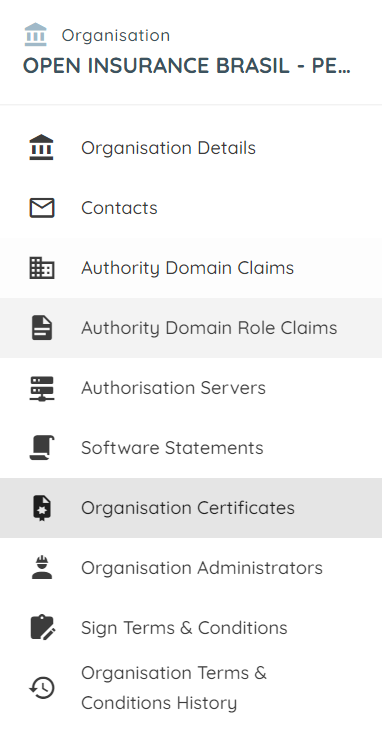 Organisation
OPEN INSURANCE BRASIL - PE...
Organisation Details
Contacts
Authority Domain Claims
Authority Domain Role Claims
Authorisation Servers
Software Statements
Organisation Certificates
Organisation Administrators
Sign Terms & Conditions
Organisation Terms &
Conditions History